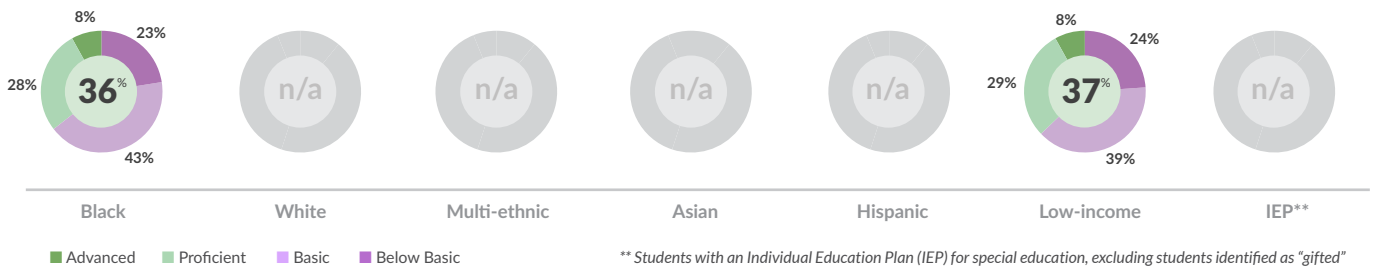 8%
23%
28%
36%
43%
n/a
n/a
n/a
n/a
8%
24%
29%
37%
39%
n/a
Black
White
Multi-ethnic
Asian
Hispanic
Low-income
IEP**
Advanced
Proficient
Basic
Below Basic
** Students with an Individual Education Plan (IEP) for special education, excluding students identified as “gifted”